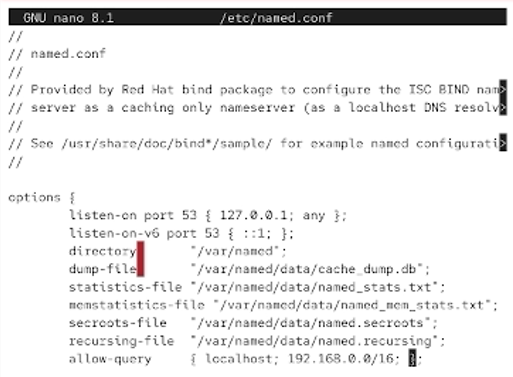 GNU nano 8.1 /etc/named.conf
//
// named.conf
//
// Provided by Red Hat bind package to configure the ISC BIND nam>
// server as a caching only nameserver (as a localhost DNS resolv>
//
// See /usr/share/doc/bind*/sample/ for example named configurati>
//
options {
listen-on port 53 { 127.0.0.1; any };
listen-on-v6 port 53 { ::1; };
directory "/var/named";
dump-file "/var/named/data/cache_dump.db";
statistics-file "/var/named/data/named_stats.txt";
memstatistics-file "/var/named/data/named_mem_stats.txt";
secroots-file "/var/named/data/named.secroots";
recursing-file "/var/named/data/named.recursing";
allow-query { localhost; 192.168.0.0/16; };